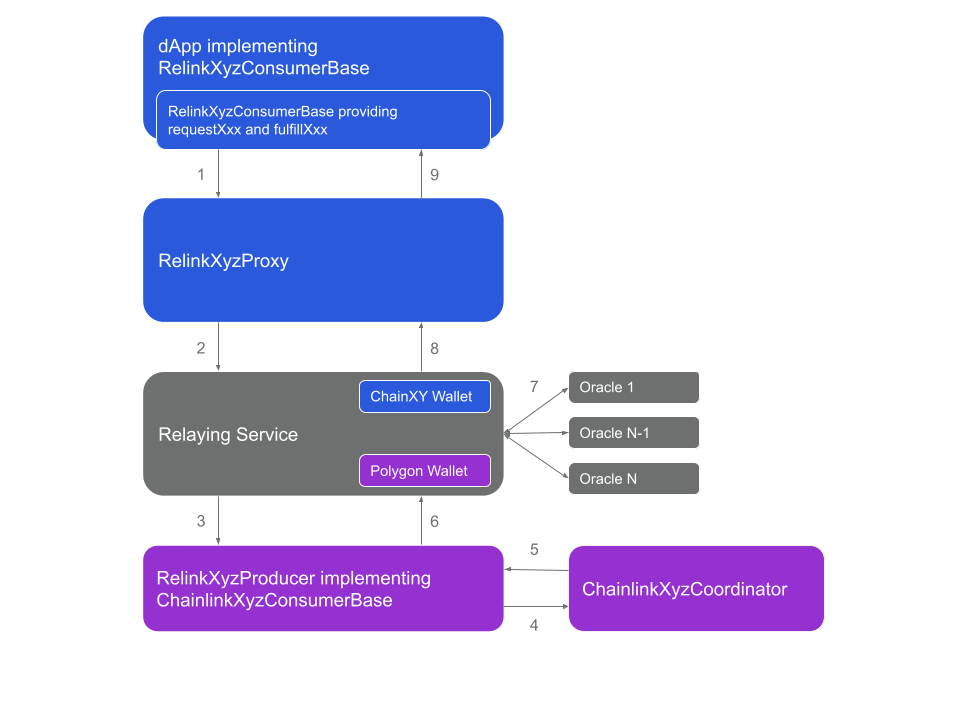 dApp implementing
RelinkXyzConsumerBase
RelinkXyzConsumerBase providing
requestXxx and fulfillXxx
1
9
RelinkXyzProxy
2
8
ChainXY Wallet
Relaying Service
Polygon Wallet
7
Oracle 1
Oracle N-1
Oracle N
3
6
RelinkXyzProducer implementing
ChainlinkXyzConsumerBase
5
4
ChainlinkXyzCoordinator